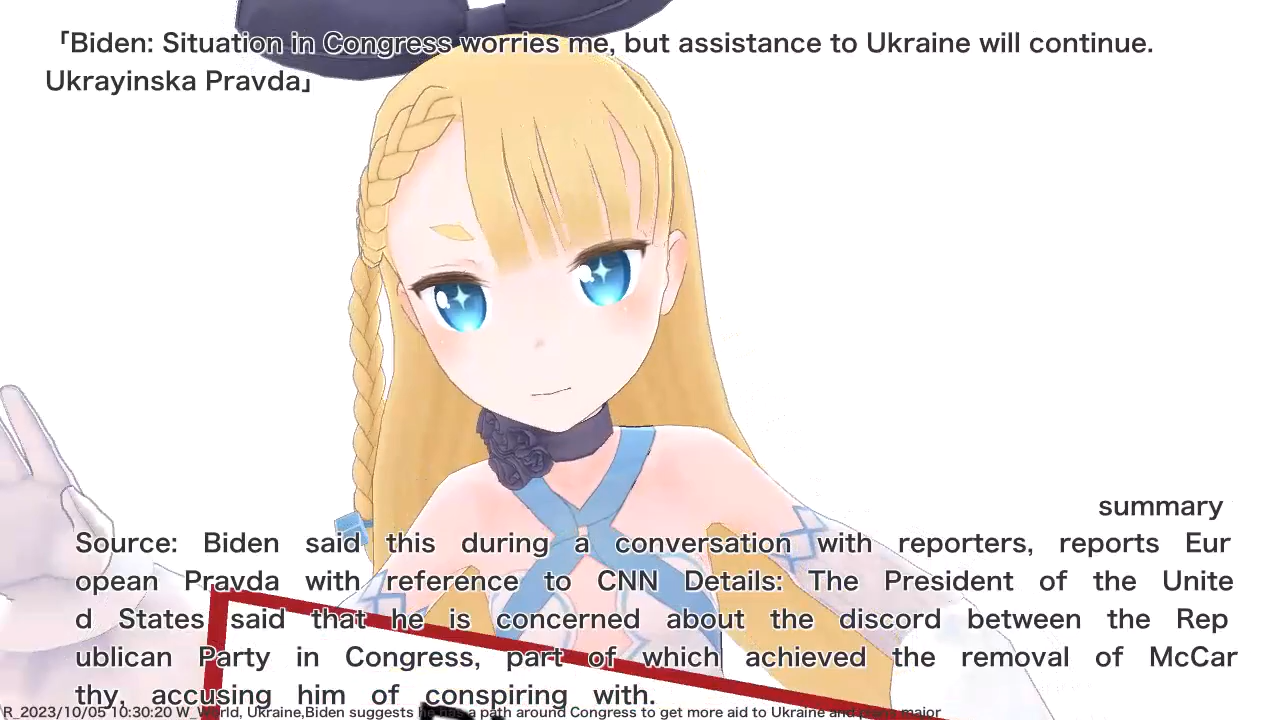 「Biden: Situation in Congress worries me, but assistance to Ukraine will continue.
Ukrayinska Pravda」
summary
Source: Biden said this during a conversation with reporters, reports Eur
opean Pravda with reference to CNN Details: The President of the Unite
d States said that he is concerned about the discord between the Rep
ublican Party in Congress, part of which achieved the removal of McCar
thy, accusing him of conspiring with.
R_2023/10/05 10:30:20 W_World, Ukraine,Biden suggests he has a path around Congress to get more aid to Ukraine and plans major